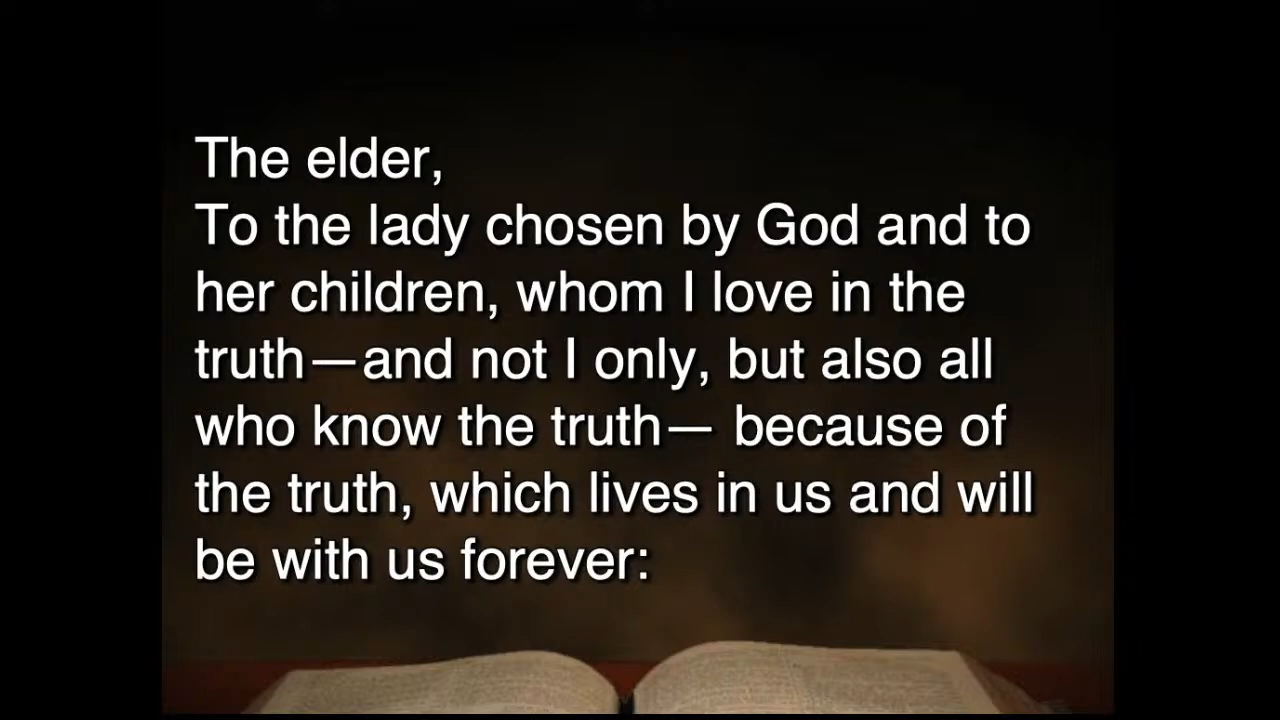 The elder,
To the lady chosen by God and to
her children, whom I love in the
truth—and not I only, but also all
who know the truth— because of
the truth, which lives in us and will
be with us forever: